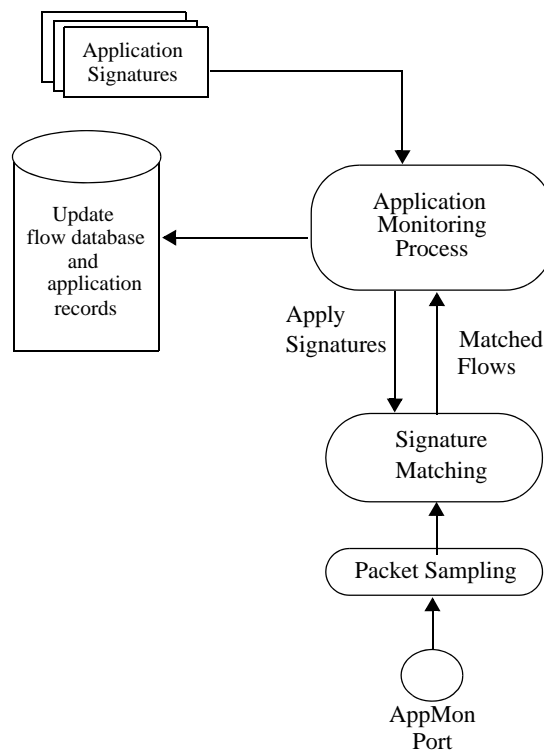 Application
Signatures
Update
flow database
and
application
records
Application
Monitoring
Process
Apply
Signatures
Matched
Flows
Signature
Matching
Packet Sampling
AppMon
Port